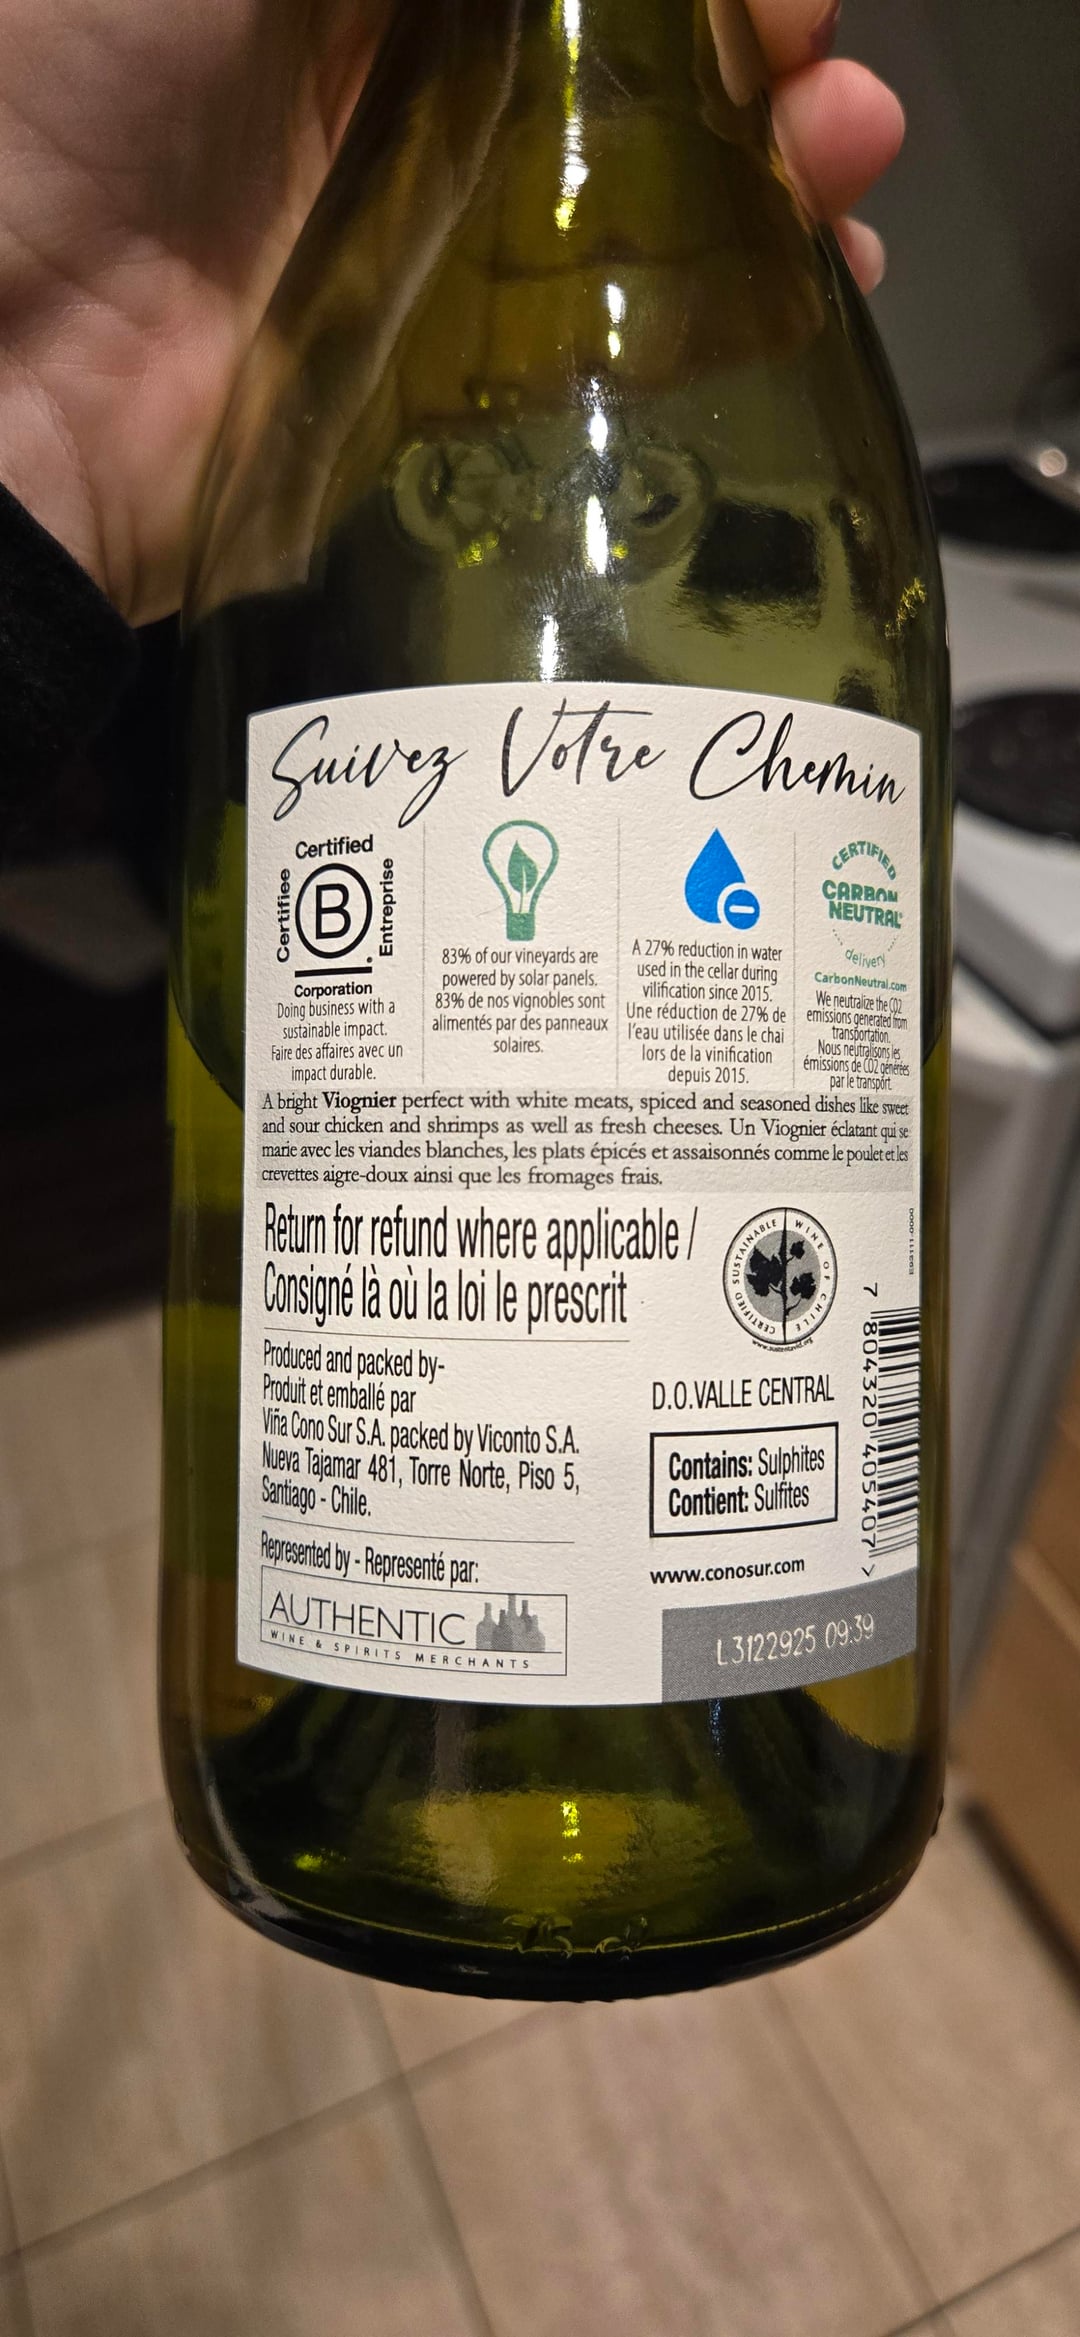 Suivez Votre Chemin
Certified
Certifiée
B
Entreprise
Corporation
Doing business with a
sustainable impact.
Faire des affaires avec un
impact durable.
83% of our vineyards are
powered by solar panels.
83% de nos vignobles sont
alimentés par des panneaux
solaires.
A 27% reduction in water
used in the cellar during
vilification since 2015.
Une réduction de 27% de
l'eau utilisée dans le chai
lors de la vinification
depuis 2015.
CERTIFIED
CARBON
NEUTRAL
delivery
CarbonNeutral.com
We neutralize the CO2
emissions generated from
transportation.
Nous neutralisons les
émissions de CO2 générées
par le transport.
A bright Viognier perfect with white meats, spiced and seasoned dishes like sweet
and sour chicken and shrimps as well as fresh cheeses. Un Viognier éclatant qui se
marie avec les viandes blanches, les plats épicés et assaisonnés comme le poulet et les
crevettes aigre-doux ainsi que les fromages frais.
Return for refund where applicable /
Consigné là où la loi le prescrit
CERTIFIED SUSTAINABLE WINE OF CHILE
Produced and packed by-
Produit et emballé par
Viña Cono Sur S.A. packed by Viconto S.A.
Nueva Tajamar 481, Torre Norte, Piso 5,
Santiago - Chile.
D.O.VALLE CENTRAL
Contains: Sulphites
Contient: Sulfites
7 804320 405407 >
www.conosur.com
Represented by - Representé par:
AUTHENTIC
WINE & SPIRITS MERCHANTS
L3122925 09:39